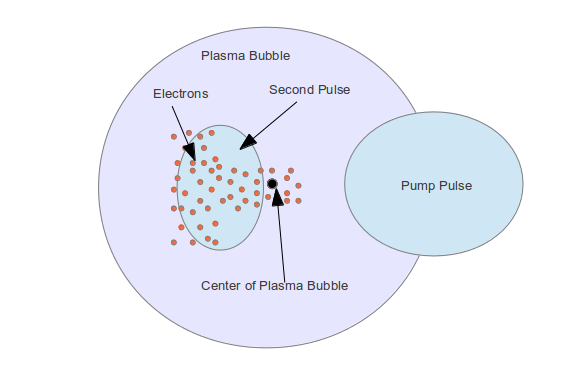 Plasma Bubble
Second Pulse
Electrons
Pump Pulse
Center of Plasma Bubble